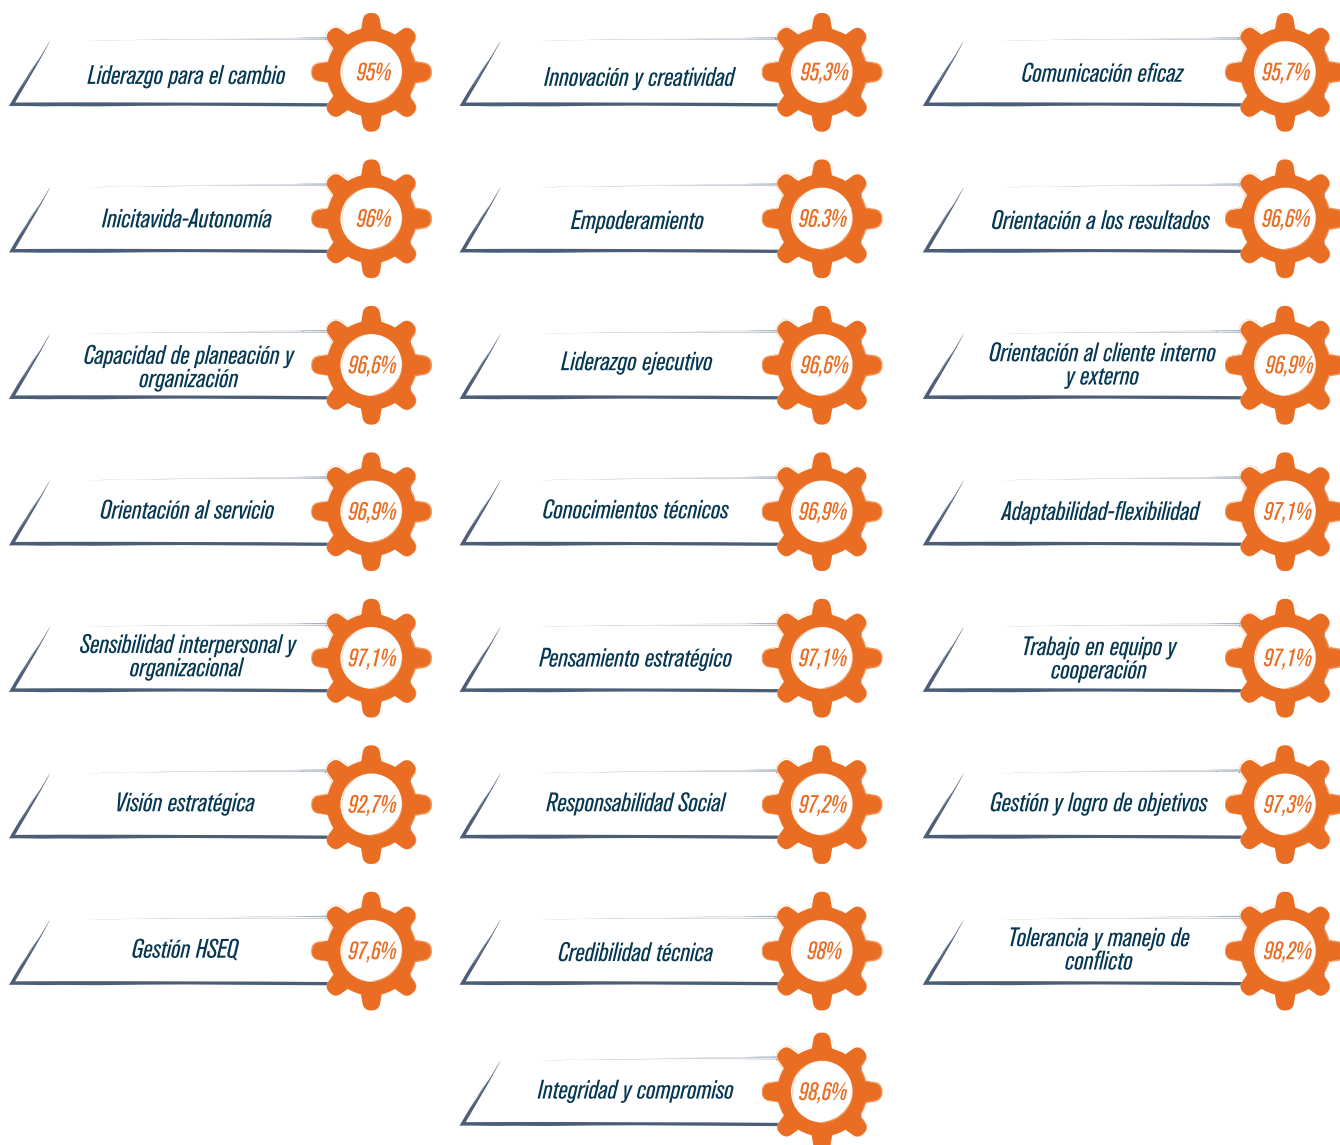 Liderazgo para el cambio
95%
Innovación y creatividad
95,3%
Comunicación eficaz
95,7%
Inicitavida-Autonomía
96%
Empoderamiento
96.3%
Orientación a los resultados
96,6%
Capacidad de planeación y
organización
96,6%
Liderazgo ejecutivo
96,6%
Orientación al cliente interno
y externo
96,9%
Orientación al servicio
96,9%
Conocimientos técnicos
96,9%
Adaptabilidad-flexibilidad
97,1%
Sensibilidad interpersonal y
organizacional
97,1%
Pensamiento estratégico
97,1%
Trabajo en equipo y
cooperación
97,1%
Visión estratégica
92,7%
Responsabilidad Social
97,2%
Gestión y logro de objetivos
97,3%
Gestión HSEQ
97,6%
Credibilidad técnica
98%
Tolerancia y manejo de
conflicto
98,2%
Integridad y compromiso
98,6%